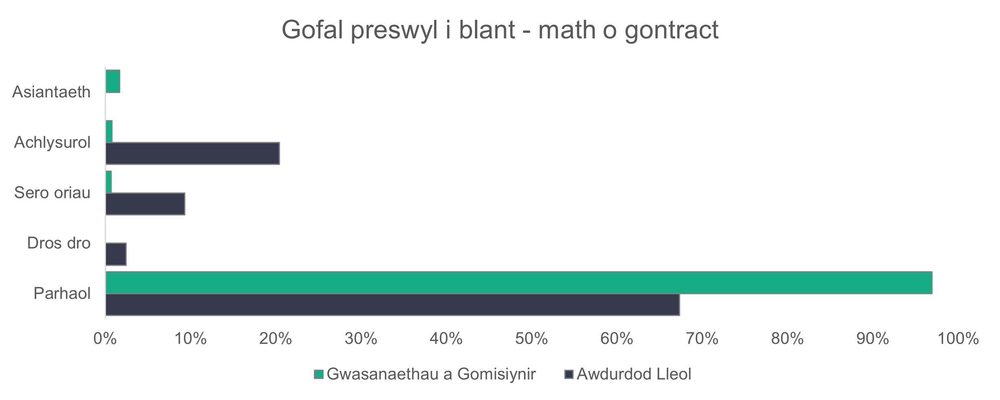 Gofal preswyl i blant - math o gontract
Asiantaeth
Achlysurol
Sero oriau
Dros dro
Parhaol
0% 10% 20% 30% 40% 50% 60% 70% 80% 90% 100%
Gwasanaethau a Gomisiynir Awdurdod Lleol